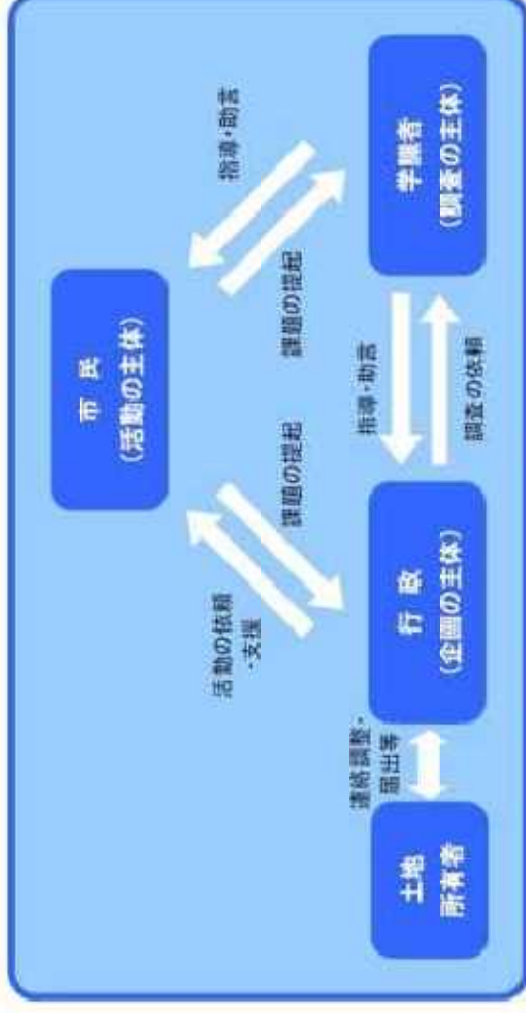 市 民
(活動の主体)
活動の依頼
・支援
課題の提起
課題の提起
指導・助言
土地
所有者
連絡調整・
届出等
行 政
(企画の主体)
指導・助言
調査の依頼
学識者
(調査の主体)